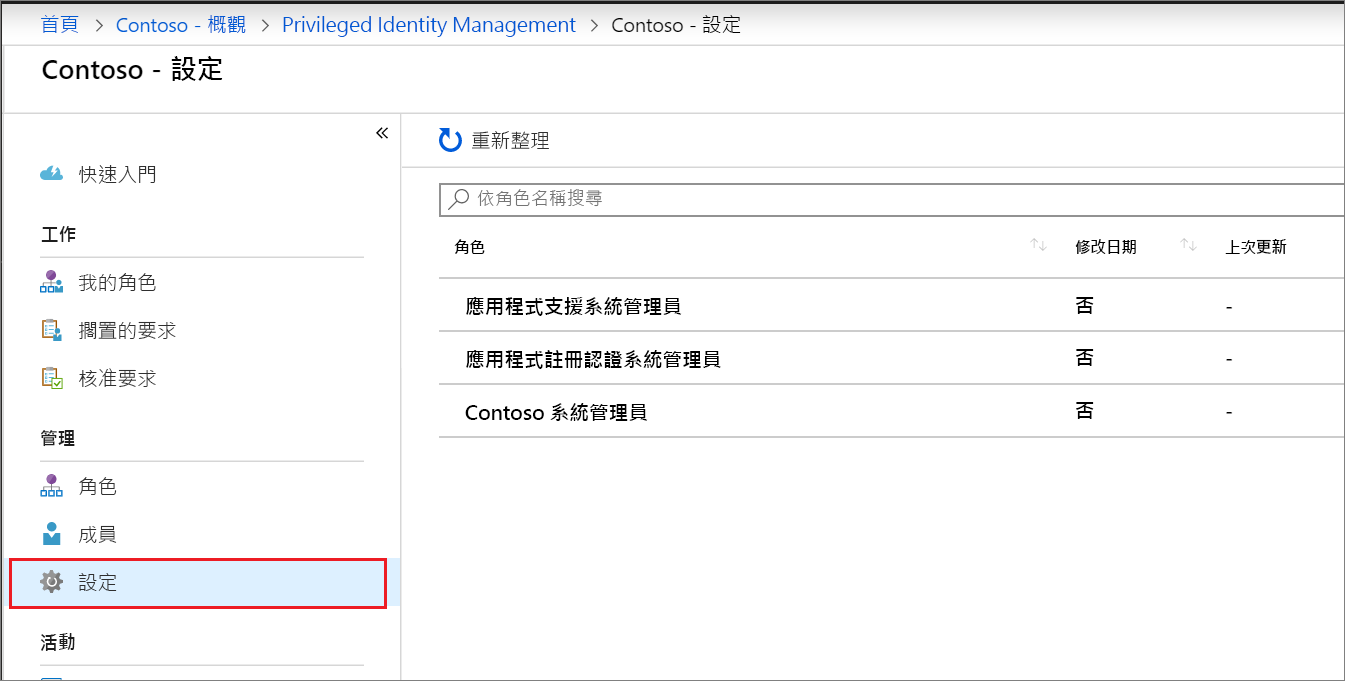 首頁 > Contoso - 概觀 > Privileged Identity Management > Contoso - 設定
Contoso - 設定
«
快速入門
工作
我的角色
擱置的要求
核准要求
管理
角色
成員
設定
活動
重新整理
依角色名稱搜尋
角色 ↑↓ 修改日期 ↑↓ 上次更新
應用程式支援系統管理員 否 -
應用程式註冊認證系統管理員 否 -
Contoso 系統管理員 否 -